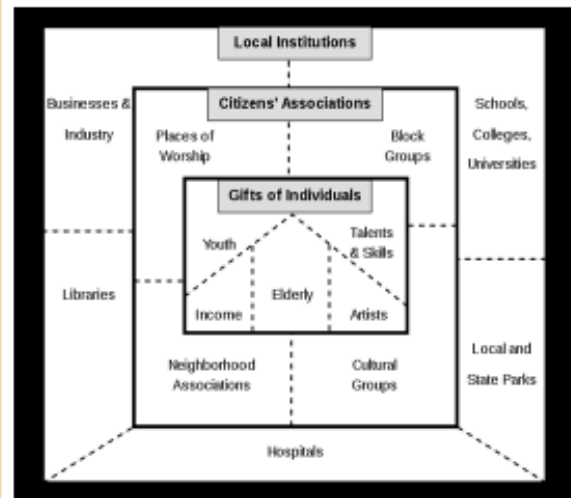 Local Institutions
Businesses &
Industry
Citizens' Associations
Schools,
Colleges,
Universities
Places of
Worship
Block
Groups
Gifts of Individuals
Youth
Talents
& Skills
Libraries
Income
Elderly
Artists
Neighborhood
Associations
Cultural
Groups
Local and
State Parks
Hospitals